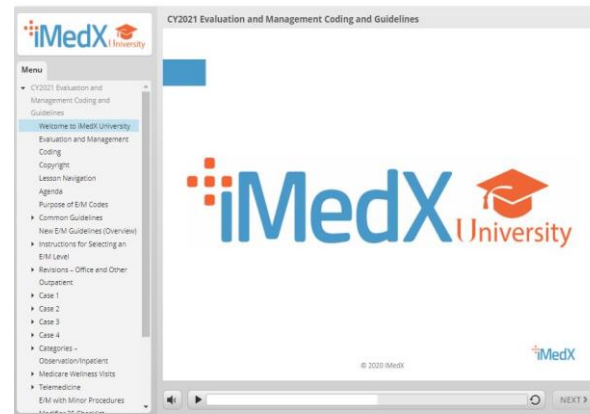 iMedX University
CY2021 Evaluation and Management Coding and Guidelines
Menu
CY2021 Evaluation and
Management Coding and
Guidelines
Welcome to iMedX University
Evaluation and Management
Coding
Copyright
Lesson Navigation
Agenda
Purpose of E/M Codes
Common Guidelines
New E/M Guidelines (Overview)
Instructions for Selecting an
E/M Level
Revisions – Office and Other
Outpatient
Case 1
Case 2
Case 3
Case 4
Categories –
Observation/Inpatient
Medicare Wellness Visits
Telemedicine
E/M with Minor Procedures
Modifier 25 Checklist
iMedX University
© 2020 iMedX
iMedX
NEXT